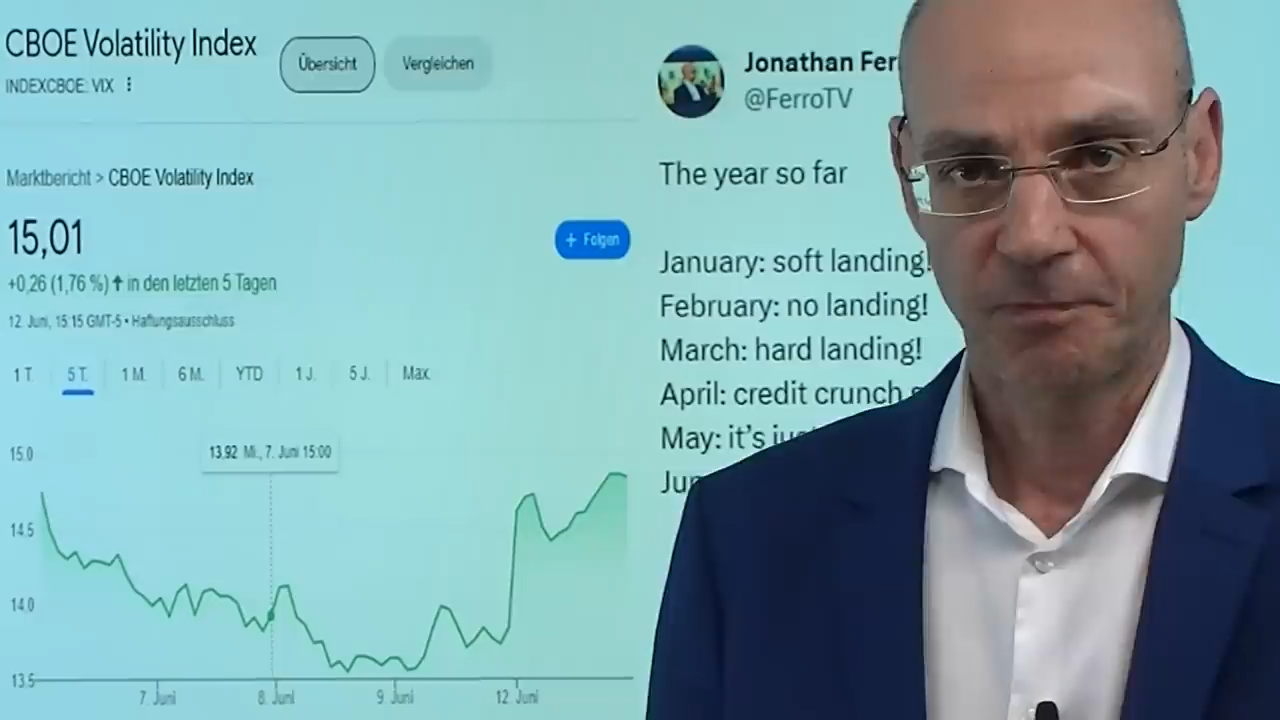 CBOE Volatility Index
Übersicht
Vergleichen
INDEXCBOE: VIX
Marktbericht > CBOE Volatility Index
15,01
+ Folgen
+0,26 (1,76 %) ↑ in den letzten 5 Tagen
12. Juni, 15:15 GMT-5 • Haftungsausschluss
1 T.
5 T.
1 M.
6 M.
YTD
1 J.
5 J.
Max.
13,92 Mi., 7. Juni 15:00
15.0
14.5
14.0
13.5
7. Juni
8. Juni
9. Juni
12. Juni
Jonathan Fer
@FerroTV
The year so far
January: soft landing!
February: no landing!
March: hard landing!
April: credit crunch
May: it's